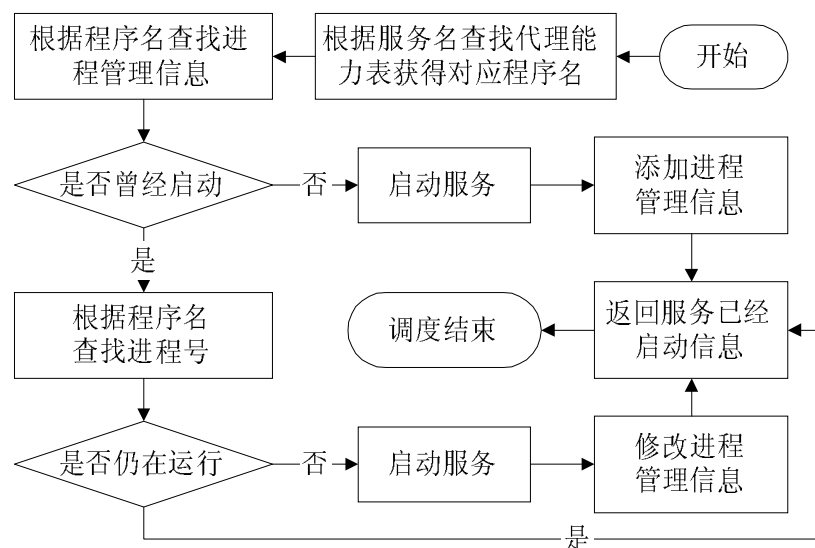 开始
根据服务名查找代理能
力表获得对应程序名
根据程序名查找进
程管理信息
是否曾经启动
否
启动服务
添加进程
管理信息
是
根据程序名
查找进程号
调度结束
返回服务已经
启动信息
是否仍在运行
否
启动服务
修改进程
管理信息
是